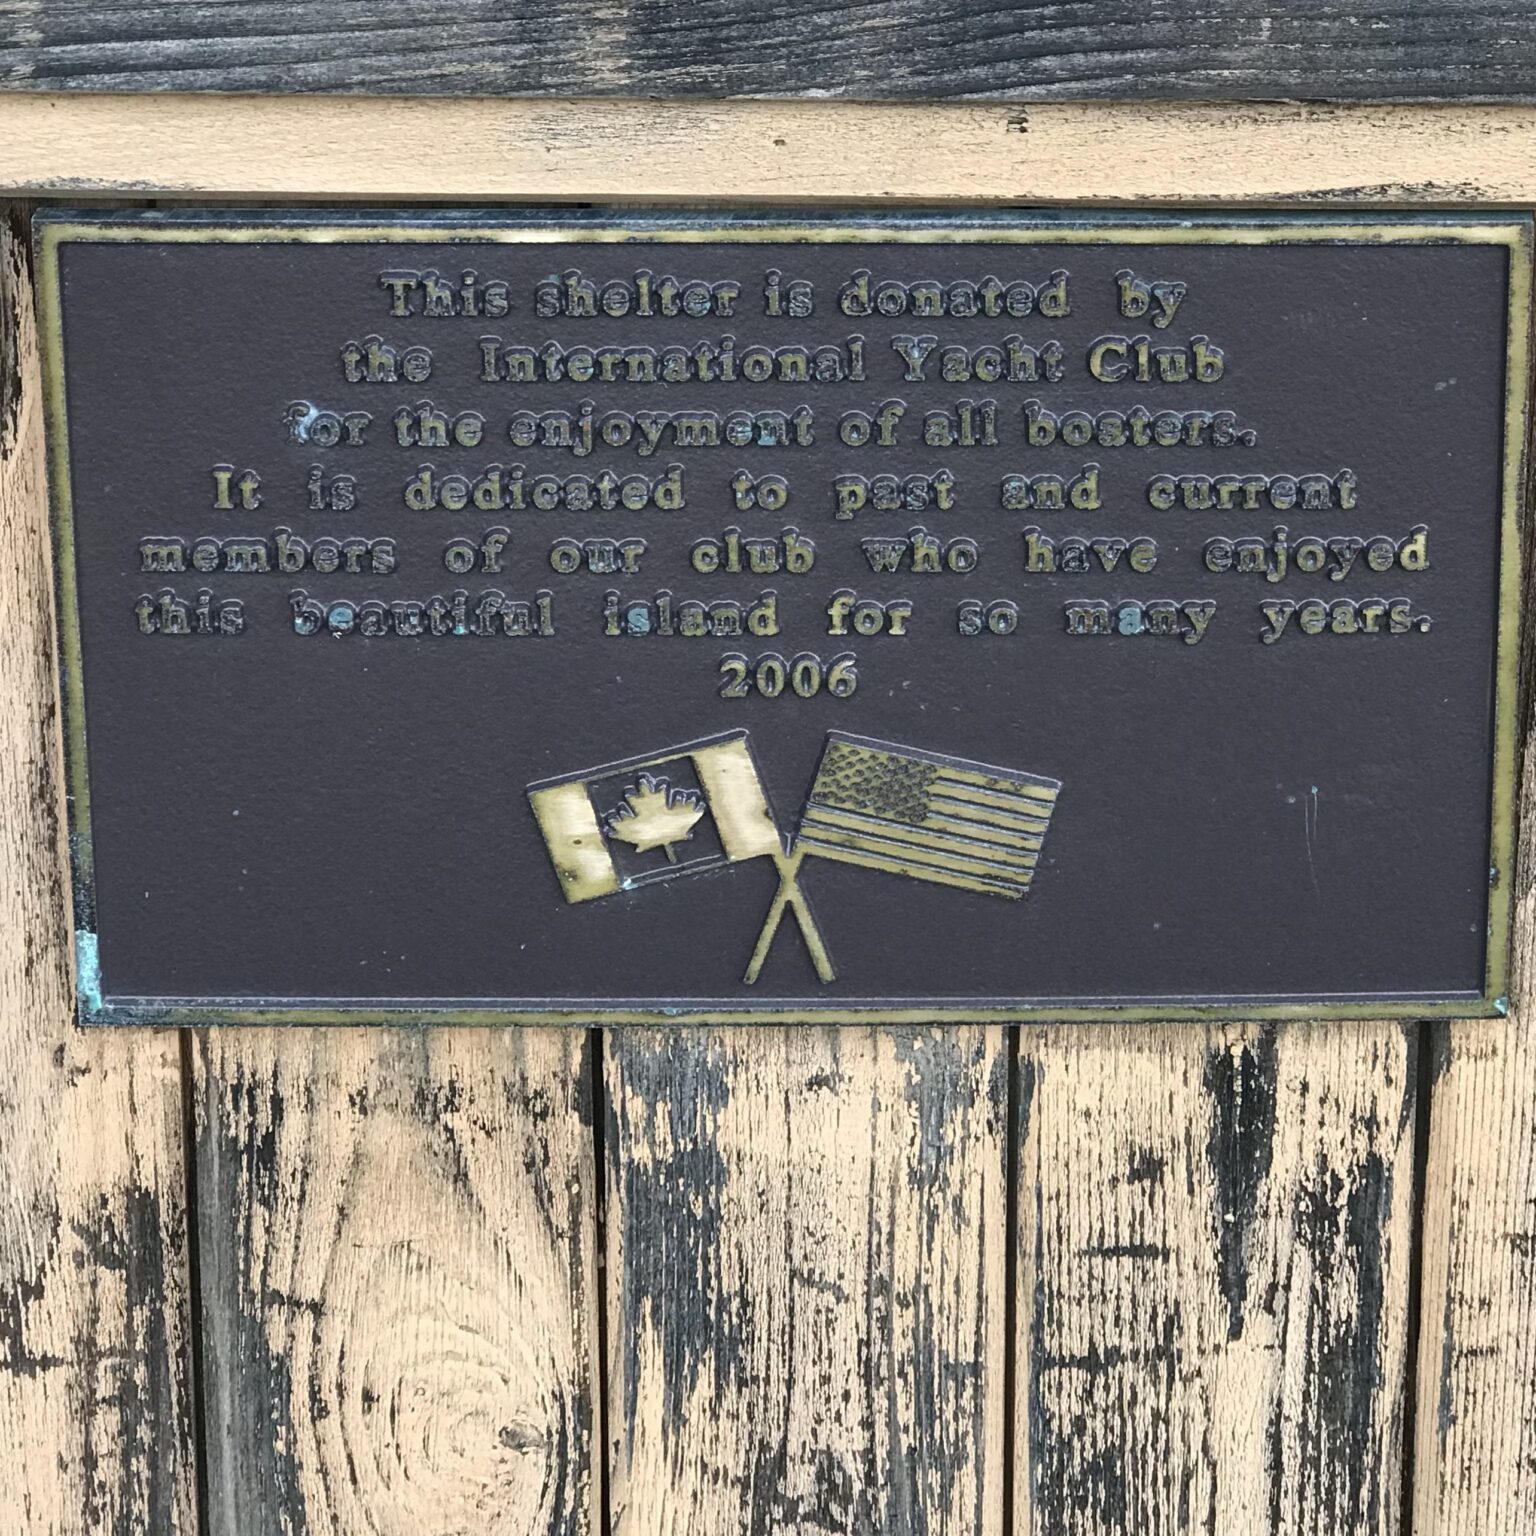 This shelter is donated by
the International Yacht Club
for the enjoyment of all bosters.
It is dedicated to past and current
members of our club who have enjoyed
this beautiful island for so many years.
2006